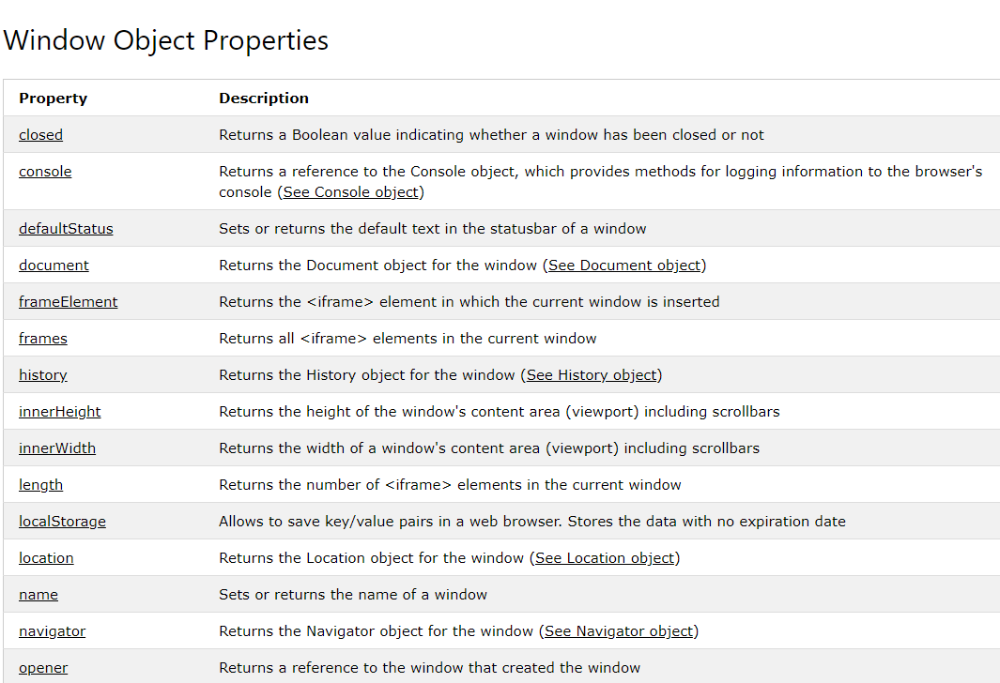 Window Object Properties
Property Description
closed Returns a Boolean value indicating whether a window has been closed or not
console Returns a reference to the Console object, which provides methods for logging information to the browser's
console (See Console object)
defaultStatus Sets or returns the default text in the statusbar of a window
document Returns the Document object for the window (See Document object)
frameElement Returns the <iframe> element in which the current window is inserted
frames Returns all <iframe> elements in the current window
history Returns the History object for the window (See History object)
innerHeight Returns the height of the window's content area (viewport) including scrollbars
innerWidth Returns the width of a window's content area (viewport) including scrollbars
length Returns the number of <iframe> elements in the current window
localStorage Allows to save key/value pairs in a web browser. Stores the data with no expiration date
location Returns the Location object for the window (See Location object)
name Sets or returns the name of a window
navigator Returns the Navigator object for the window (See Navigator object)
opener Returns a reference to the window that created the window